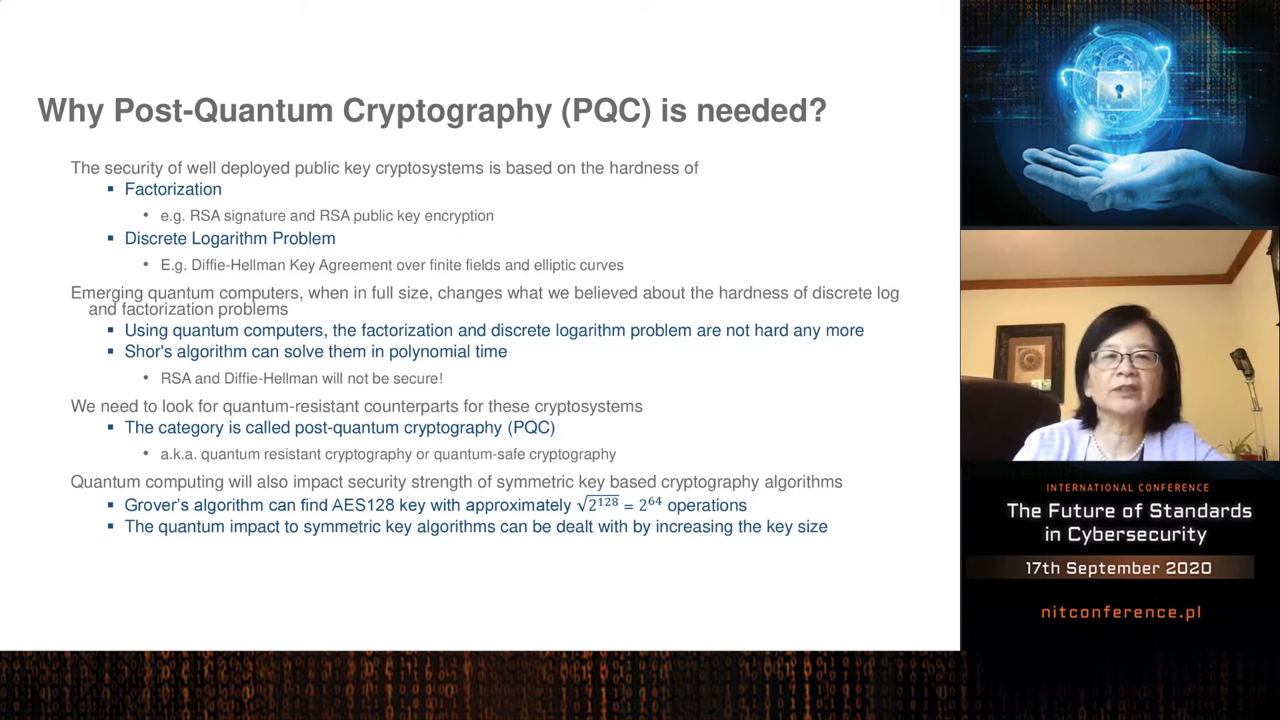 Why Post-Quantum Cryptography (PQC) is needed?
The security of well deployed public key cryptosystems is based on the hardness of
▪ Factorization
• e.g. RSA signature and RSA public key encryption
▪ Discrete Logarithm Problem
• E.g. Diffie-Hellman Key Agreement over finite fields and elliptic curves
Emerging quantum computers, when in full size, changes what we believed about the hardness of discrete log
and factorization problems
▪ Using quantum computers, the factorization and discrete logarithm problem are not hard any more
▪ Shor's algorithm can solve them in polynomial time
• RSA and Diffie-Hellman will not be secure!
We need to look for quantum-resistant counterparts for these cryptosystems
▪ The category is called post-quantum cryptography (PQC)
• a.k.a. quantum resistant cryptography or quantum-safe cryptography
Quantum computing will also impact security strength of symmetric key based cryptography algorithms
▪ Grover’s algorithm can find AES128 key with approximately √2¹²⁸ = 2⁶⁴ operations
▪ The quantum impact to symmetric key algorithms can be dealt with by increasing the key size
INTERNATIONAL CONFERENCE
The Future of Standards
in Cybersecurity
17th September 2020
nitconference.pl